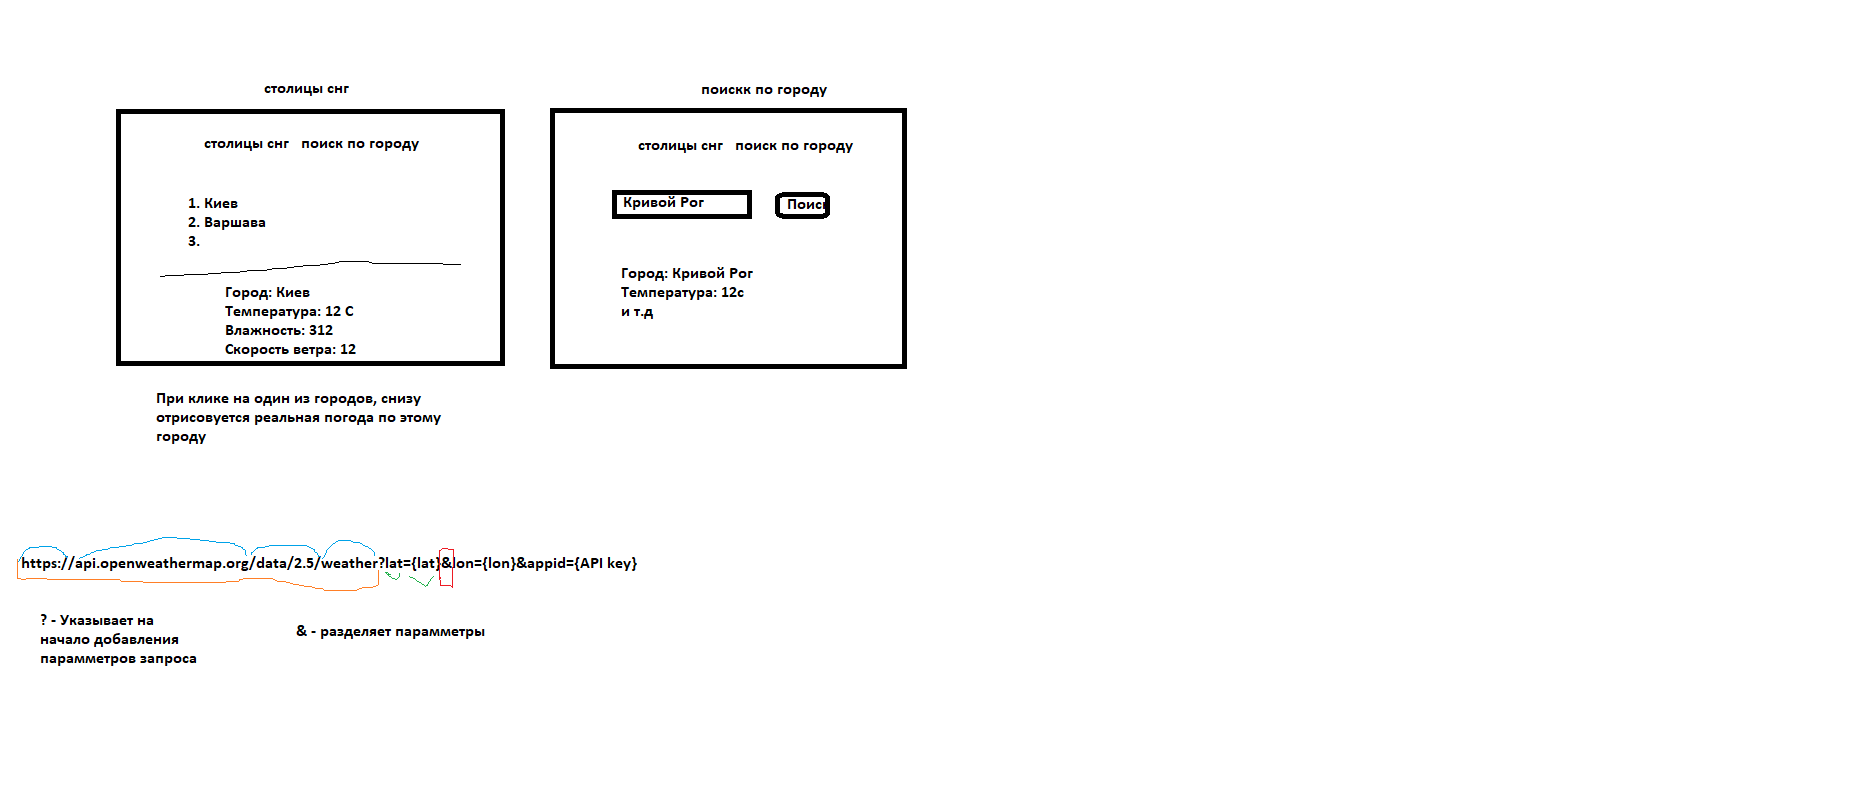 столицы снг
столицы снг   поиск по городу
1. Киев
2. Варшава
3.
Город: Киев
Температура: 12 С
Влажность: 312
Скорость ветра: 12
При клике на один из городов, снизу
отрисовуется реальная погода по этому
городу
поискк по городу
столицы снг   поиск по городу
Кривой Рог
Поиск
Город: Кривой Рог
Температура: 12с
и т.д
https://api.openweathermap.org/data/2.5/weather?lat={lat}&lon={lon}&appid={API key}
? - Указывает на
начало добавления
парамметров запроса
& - разделяет парамметры